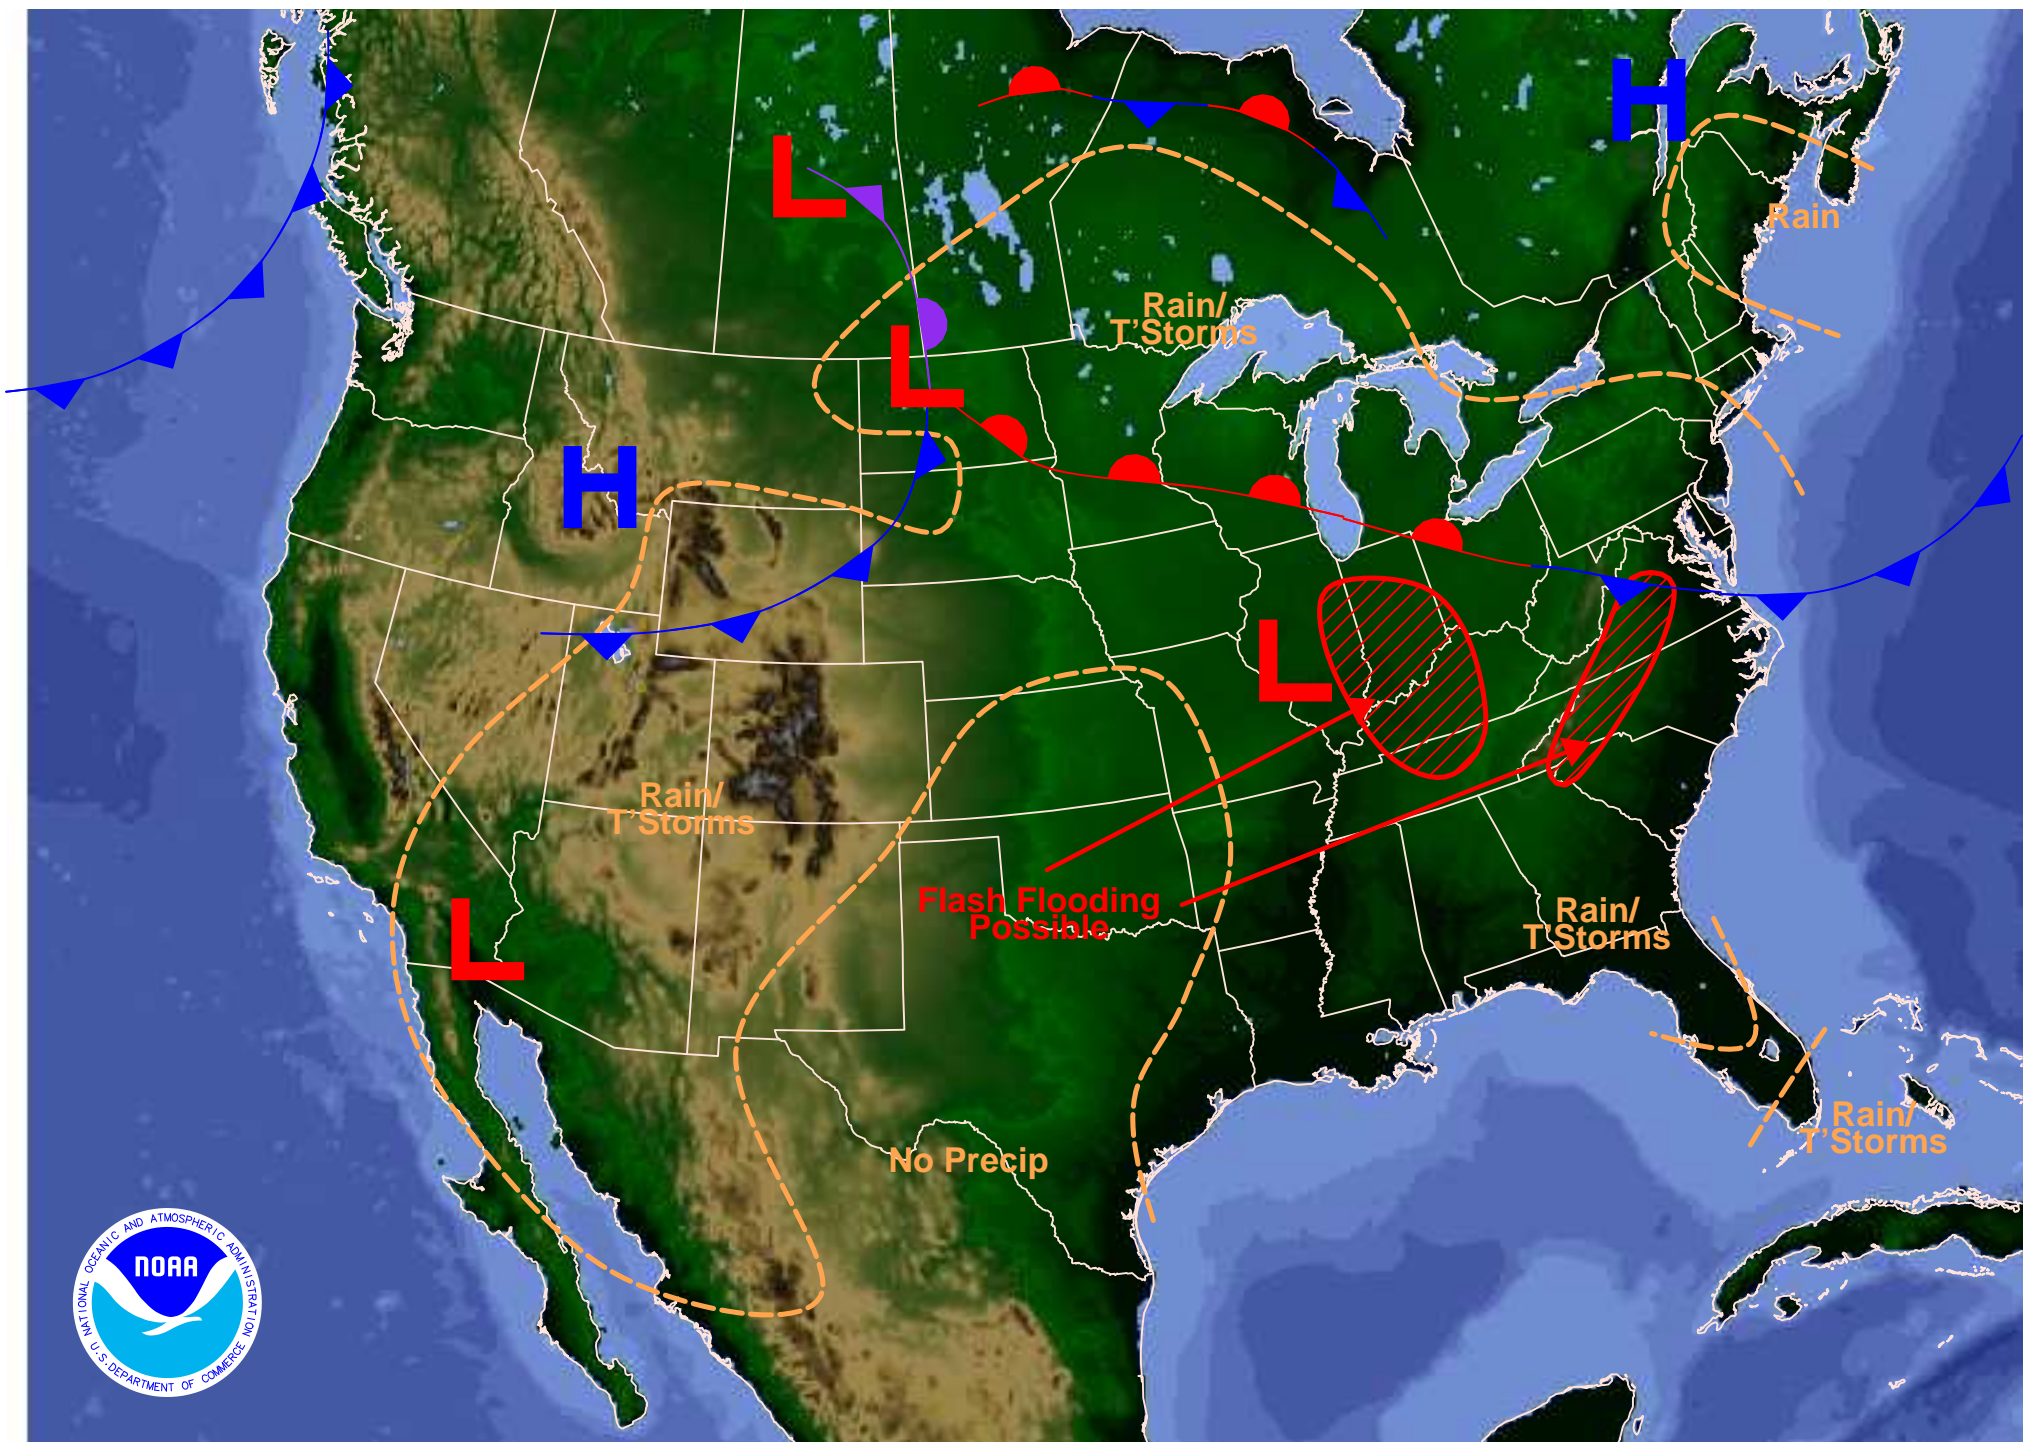 H
L
Rain
Rain/
T'Storms
L
H
L
Rain/
T'Storms
Flash Flooding
Possible
Rain/
T'Storms
L
Rain/
T'Storms
No Precip
NATIONAL OCEANIC AND ATMOSPHERIC ADMINISTRATION
NOAA
U.S. DEPARTMENT OF COMMERCE